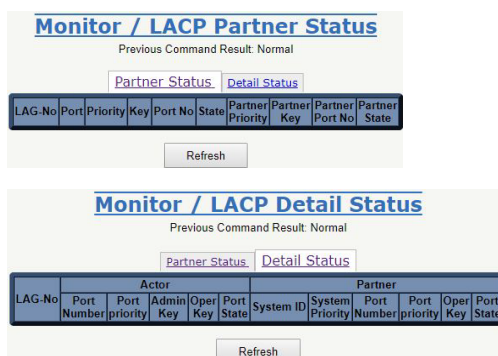 Monitor / LACP Partner Status
Previous Command Result: Normal
Partner Status Detail Status
LAG-No Port Priority Key Port No State Partner Priority Partner Key Partner Port No Partner State
Refresh
Monitor / LACP Detail Status
Previous Command Result: Normal
Partner Status Detail Status
LAG-No Actor Partner
Port Number Port priority Admin Key Oper Key Port State System ID System Priority Port Number Port priority Oper Key Port State
Refresh